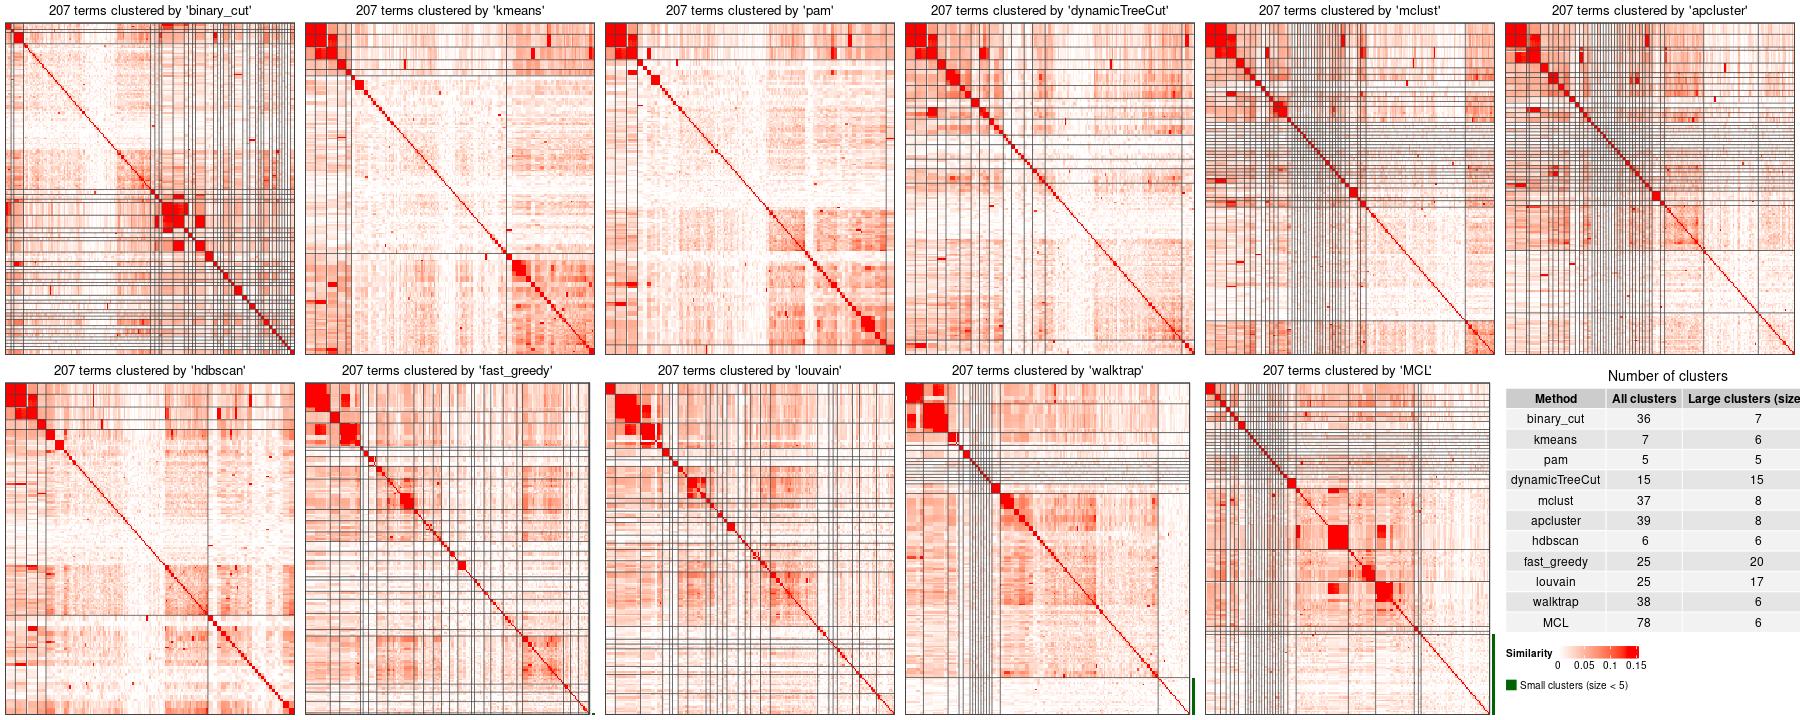 207 terms clustered by 'binary_cut'
207 terms clustered by 'kmeans'
207 terms clustered by 'pam'
207 terms clustered by 'dynamicTreeCut'
207 terms clustered by 'mclust'
207 terms clustered by 'apcluster'
207 terms clustered by 'hdbscan'
207 terms clustered by 'fast_greedy'
207 terms clustered by 'louvain'
207 terms clustered by 'walktrap'
207 terms clustered by 'MCL'
Number of clusters
Method All clusters Large clusters (size
binary_cut 36 7
kmeans 7 6
pam 5 5
dynamicTreeCut 15 15
mclust 37 8
apcluster 39 8
hdbscan 6 6
fast_greedy 25 20
louvain 25 17
walktrap 38 6
MCL 78 6
Similarity
0 0.05 0.1 0.15
Small clusters (size < 5)